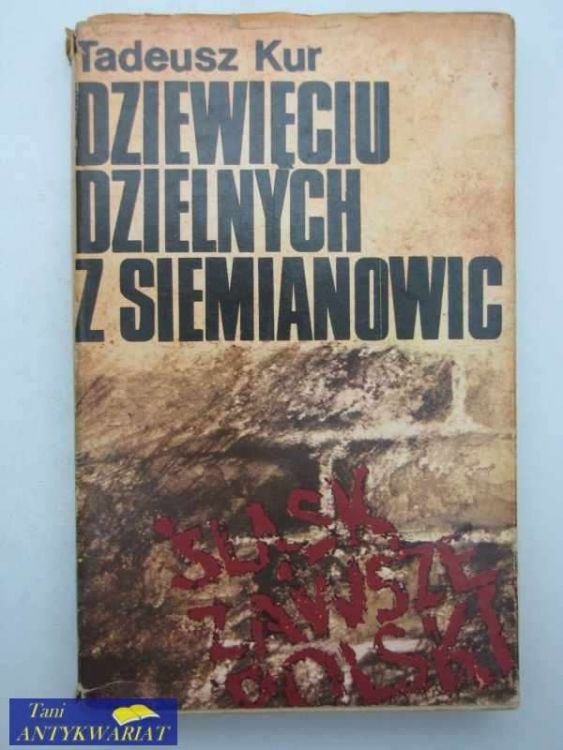 Tadeusz Kur
DZIEWIĘCIU
DZIELNYCH
Z SIEMIANOWIC
ŚLĄSK
ZAWSZE
POLSKI
Tani
ANTYKWARIAT